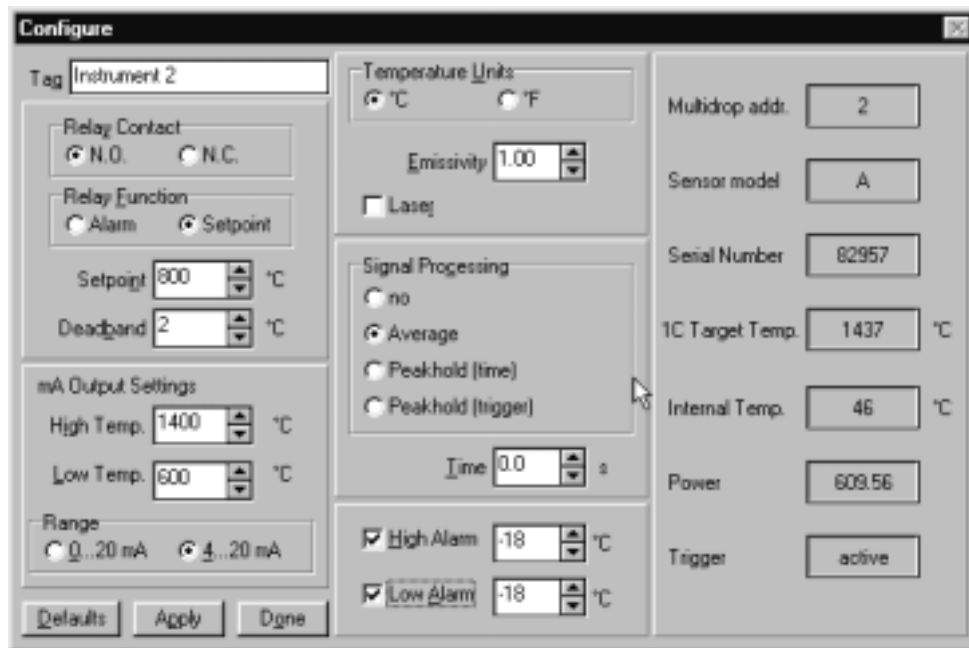 Configure
Tag Instrument 2
Relay Contact
N.O. N.C.
Relay Function
Alarm Setpoint
Setpoint 800 °C
Deadband 2 °C
mA Output Settings
High Temp. 1400 °C
Low Temp. 600 °C
Range
0...20 mA 4...20 mA
Defaults Apply Done
Temperature Units
°C °F
Emissivity 1.00
Laser
Signal Processing
no
Average
Peakhold (time)
Peakhold (trigger)
Time 0.0 s
High Alarm -18 °C
Low Alarm -18 °C
Multidrop addr. 2
Sensor model A
Serial Number 82957
1C Target Temp. 1437 °C
Internal Temp. 46 °C
Power 609.56
Trigger active